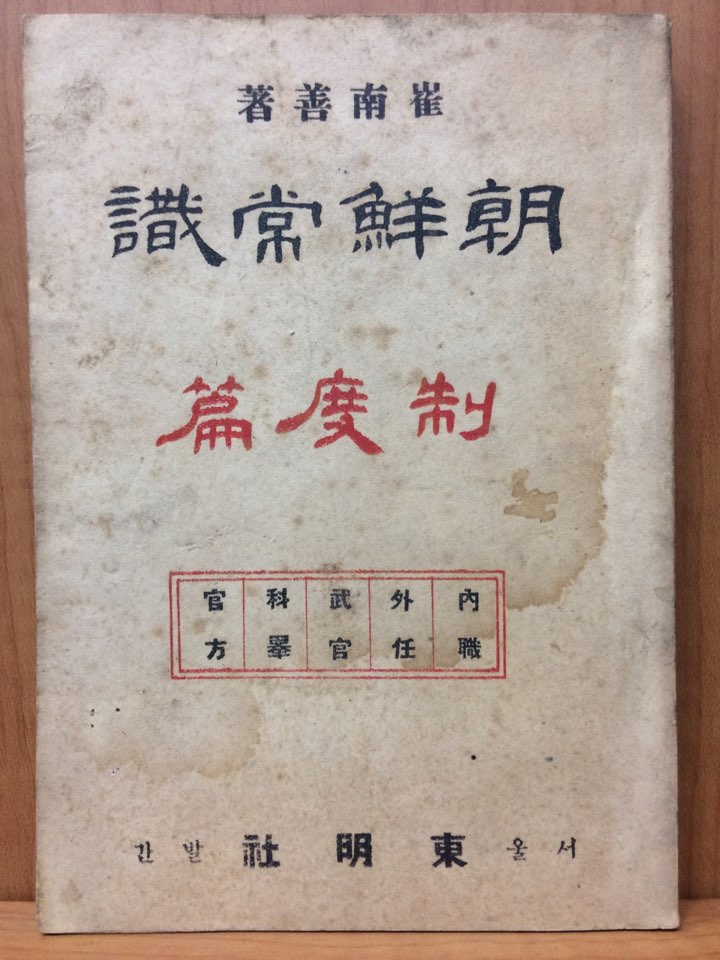 崔南善著
朝鮮常識
制度篇
內職
外任
武官
科擧
官方
서울 東明社 발간